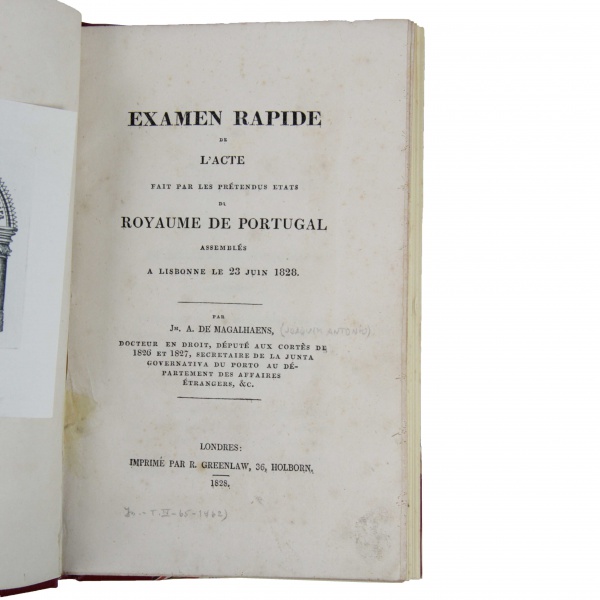 EXAMEN RAPIDE
DE
L'ACTE
FAIT PAR LES PRÉTENDUS ETATS
DU
ROYAUME DE PORTUGAL
ASSEMBLÉS
A LISBONNE LE 23 JUIN 1828.
PAR
JN. A. DE MAGALHAENS, (JOAQUIM ANTONIO)
DOCTEUR EN DROIT, DÉPUTÉ AUX CORTÈS DE
1826 ET 1827, SECRETAIRE DE LA JUNTA
GOVERNATIVA DU PORTO AU DÉ-
PARTEMENT DES AFFAIRES
ÉTRANGERS, &C.
LONDRES:
IMPRIMÉ PAR R. GREENLAW, 36, HOLBORN,
1828.